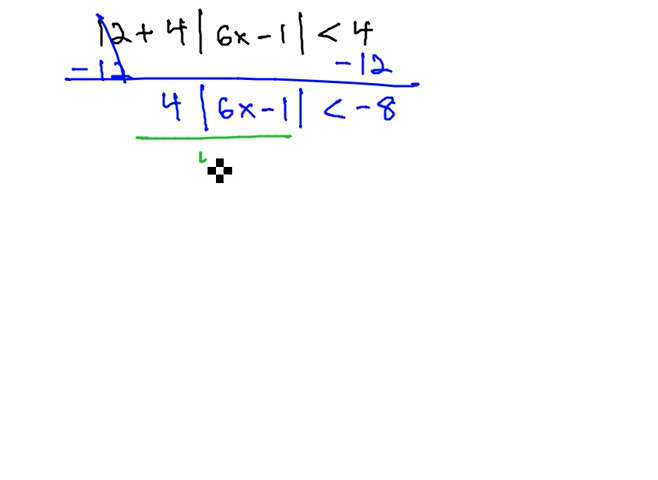 12 + 4 | 6x - 1 | < 4
- 12 - 12
4 | 6x - 1 | < - 8